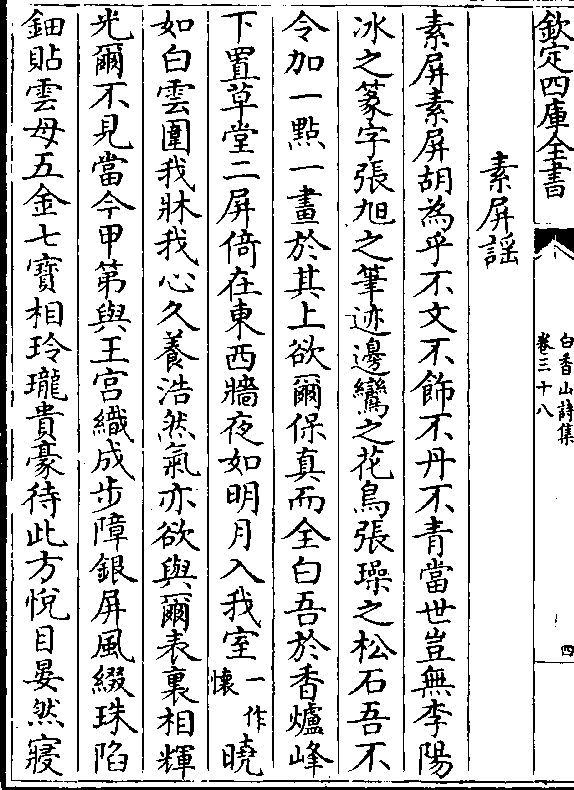 欽定四庫全書
白香山詩集
卷三十八
四
素屏謡
素屏素屏胡為乎不文不飾不丹不青當世豈無李陽
冰之篆字張旭之筆迹邊鸞之花鳥張璪之松石吾不
令加一點一畫於其上欲爾保真而全白吾於香爐峰
下置草堂二屏倚在東西牆夜如明月入我室一作懷曉
如白雲圍我牀我心久養浩然氣亦欲與爾表裏相輝
光爾不見當今甲第與王宫織成步障銀屏風綴珠陷
鈿貼雲母五金七寳相玲瓏貴豪待此方悅目晏然寢